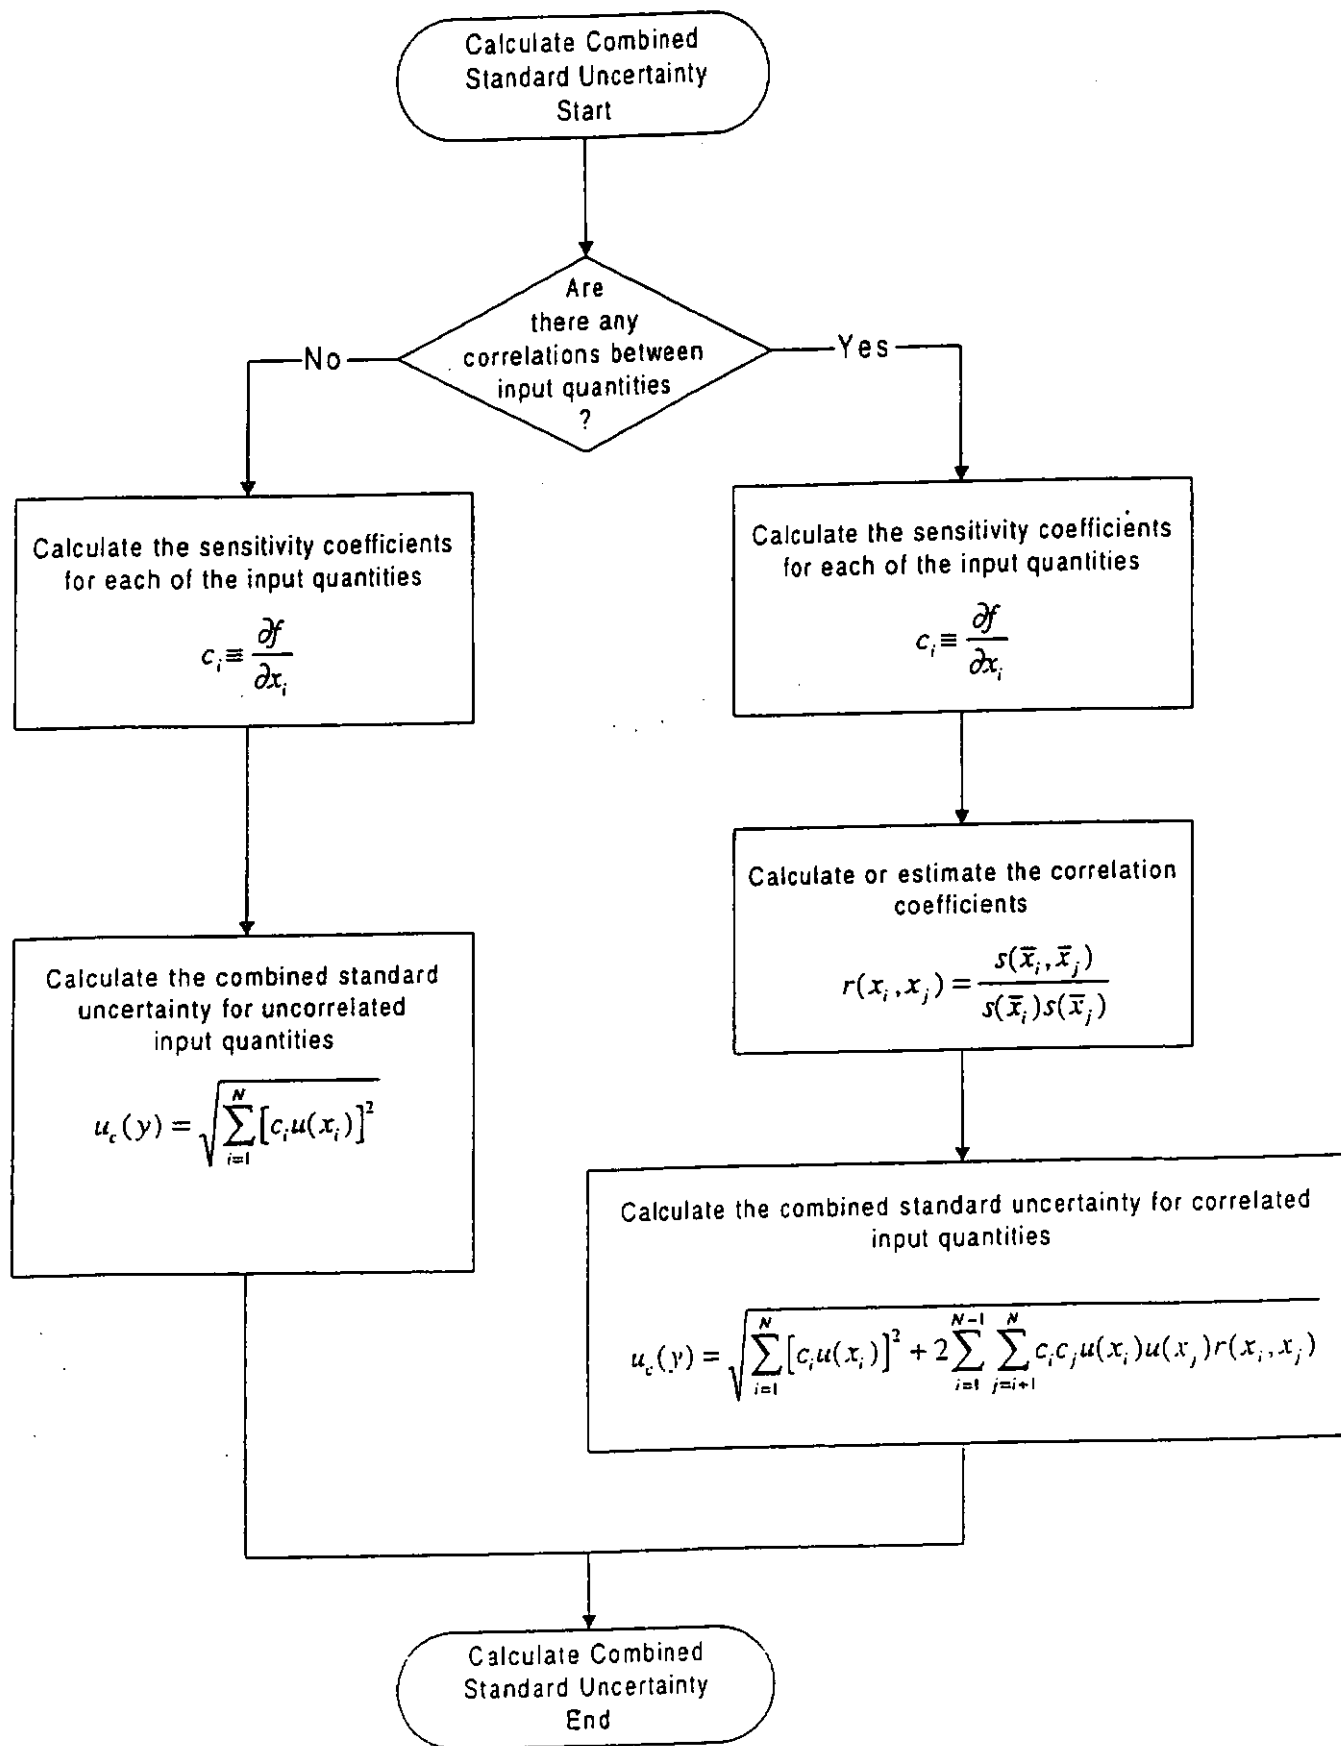 Calculate Combined
Standard Uncertainty
Start
Are
there any
correlations between
input quantities
?
No
Yes
Calculate the sensitivity coefficients
for each of the input quantities
c_i ≡ ∂f/∂x_i
Calculate the combined standard
uncertainty for uncorrelated
input quantities
u_c(y) = √(∑_{i=1}^{N} [c_i u(x_i)]^2)
Calculate the sensitivity coefficients
for each of the input quantities
c_i ≡ ∂f/∂x_i
Calculate or estimate the correlation
coefficients
r(x_i, x_j) = s(x̄_i, x̄_j) / s(x̄_i)s(x̄_j)
Calculate the combined standard uncertainty for correlated
input quantities
u_c(y) = √(∑_{i=1}^{N} [c_i u(x_i)]^2 + 2∑_{i=1}^{N-1} ∑_{j=i+1}^{N} c_i c_j u(x_i)u(x_j)r(x_i, x_j))
Calculate Combined
Standard Uncertainty
End